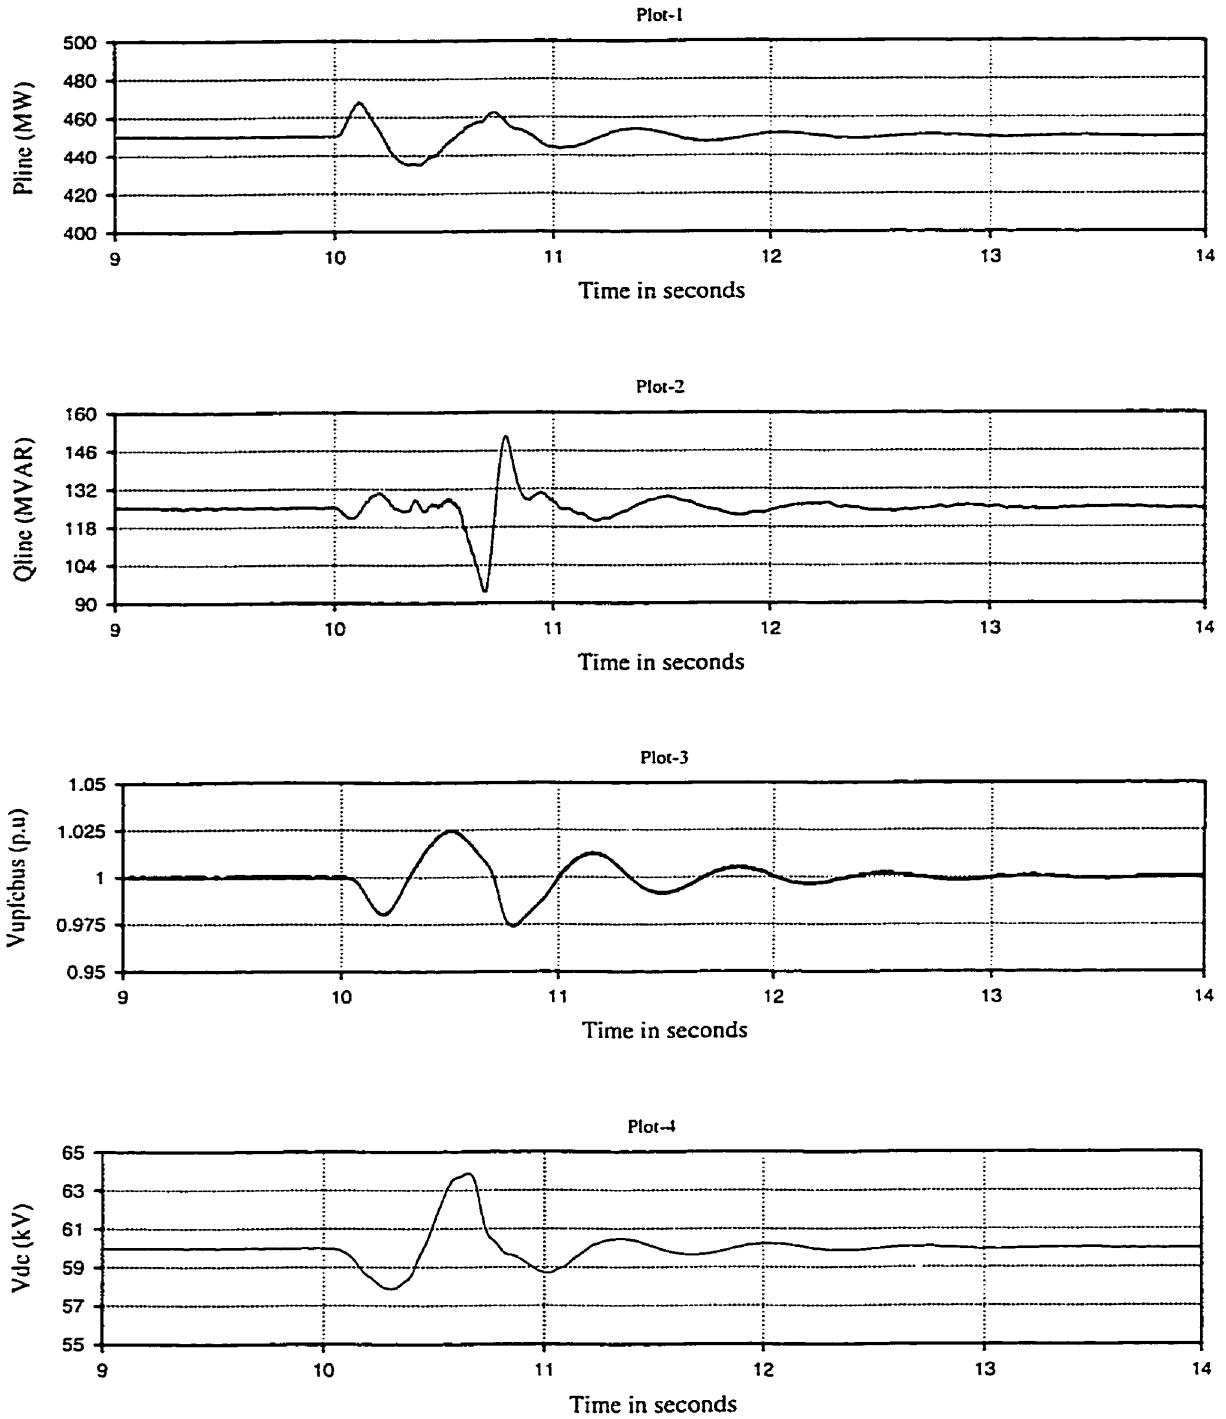 Plot-1
500
480
460
440
420
400
Pline (MW)
9 10 11 12 13 14
Time in seconds
Plot-2
160
146
132
118
104
90
Qline (MVAR)
9 10 11 12 13 14
Time in seconds
Plot-3
1.05
1.025
1
0.975
0.95
Vupfcbus (p.u)
9 10 11 12 13 14
Time in seconds
Plot-4
65
63
61
59
57
55
Vdc (kV)
9 10 11 12 13 14
Time in seconds